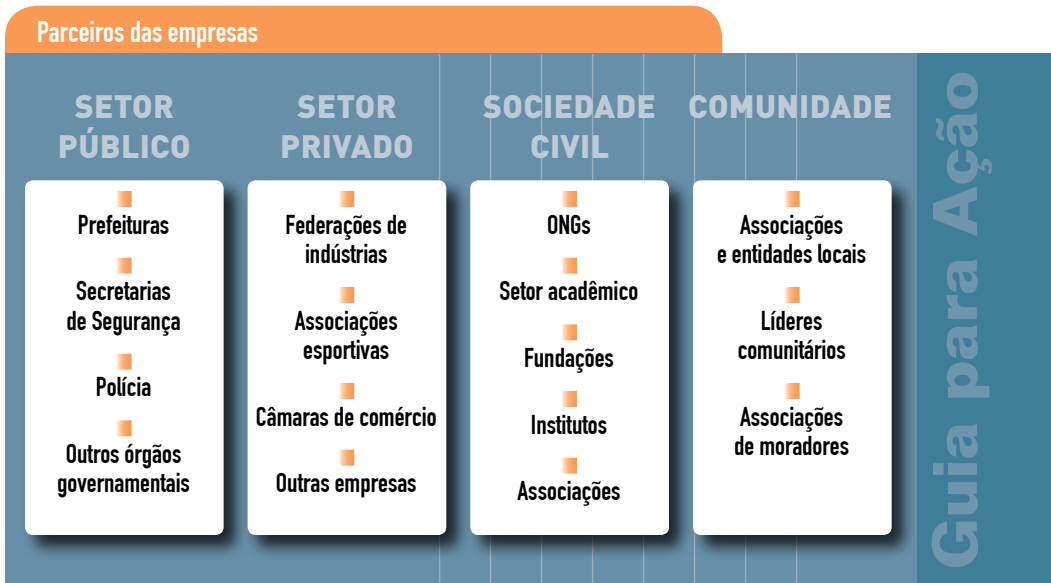 Parceiros das empresas
SETOR
PÚBLICO
Prefeituras
Secretarias
de Segurança
Polícia
Outros órgãos
governamentais
SETOR
PRIVADO
Federações de
indústrias
Associações
esportivas
Câmaras de comércio
Outras empresas
SOCIEDADE
CIVIL
ONGs
Setor acadêmico
Fundações
Institutos
Associações
COMUNIDADE
Associações
e entidades locais
Líderes
comunitários
Associações
de moradores
Guia para Ação